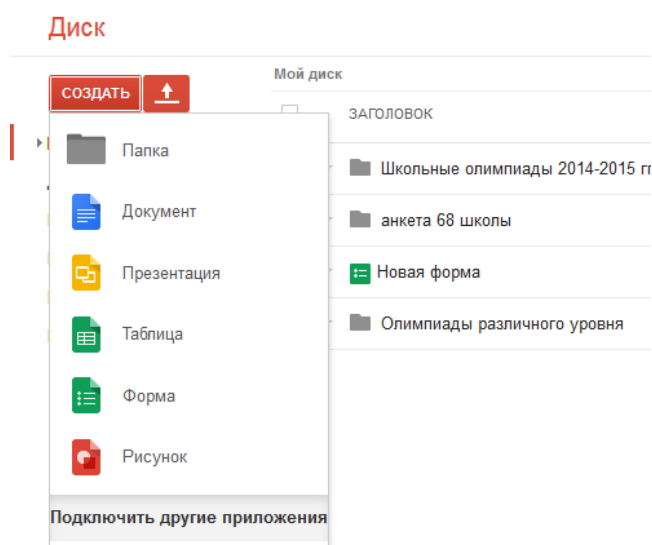 Диск
СОЗДАТЬ
Мой диск
ЗАГОЛОВОК
Папка
Документ
Презентация
Таблица
Форма
Рисунок
Подключить другие приложения
Школьные олимпиады 2014-2015 гг
анкета 68 школы
Новая форма
Олимпиады различного уровня